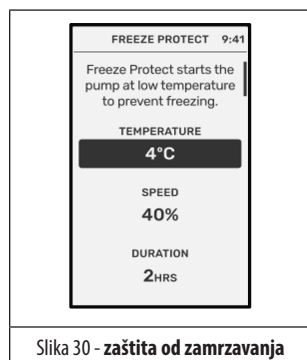 FREEZE PROTECT 9:41
Freeze Protect starts the
pump at low temperature
to prevent freezing.
TEMPERATURE
4°C
SPEED
40%
DURATION
2HRS
Slika 30 - zaštita od zamrzavanja